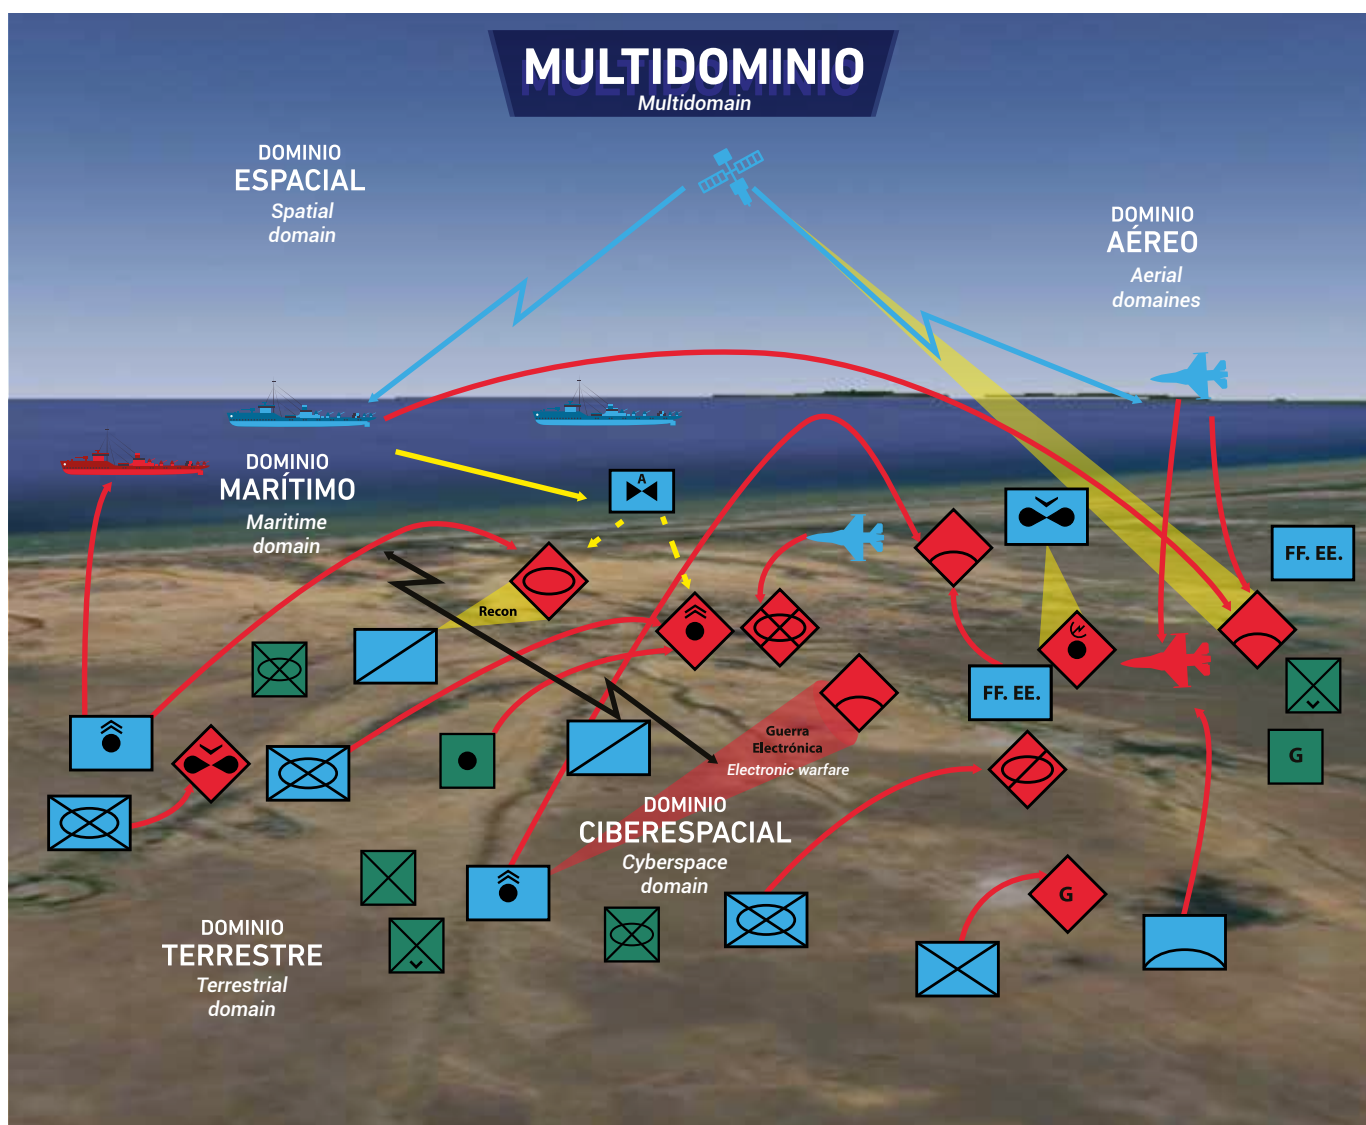 MULTIDOMINIO
Multidomain
DOMINIO
ESPACIAL
Spatial
domain
DOMINIO
AÉREO
Aerial
domaines
DOMINIO
MARÍTIMO
Maritime
domain
A
FF. EE.
Recon
FF. EE.
Guerra
Electrónica
Electronic warfare
G
DOMINIO
CIBERESPACIAL
Cyberspace
domain
G
DOMINIO
TERRESTRE
Terrestrial
domain